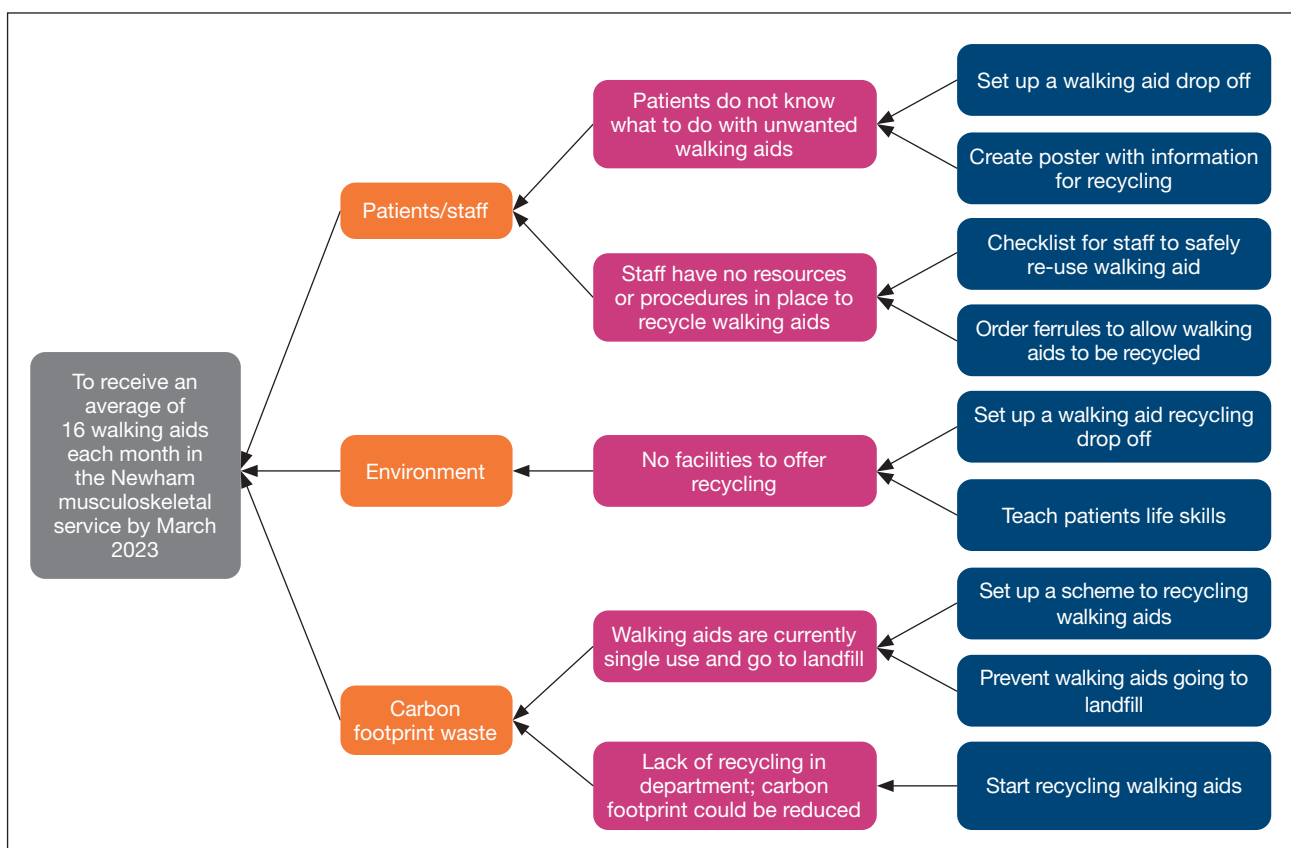 To receive an
average of
16 walking aids
each month in
the Newham
musculoskeletal
service by March
2023
Patients/staff
Environment
Carbon
footprint waste
Patients do not know
what to do with unwanted
walking aids
Staff have no resources
or procedures in place to
recycle walking aids
No facilities to offer
recycling
Walking aids are currently
single use and go to landfill
Lack of recycling in
department; carbon
footprint could be reduced
Set up a walking aid drop off
Create poster with information
for recycling
Checklist for staff to safely
re-use walking aid
Order ferrules to allow walking
aids to be recycled
Set up a walking aid recycling
drop off
Teach patients life skills
Set up a scheme to recycling
walking aids
Prevent walking aids going to
landfill
Start recycling walking aids